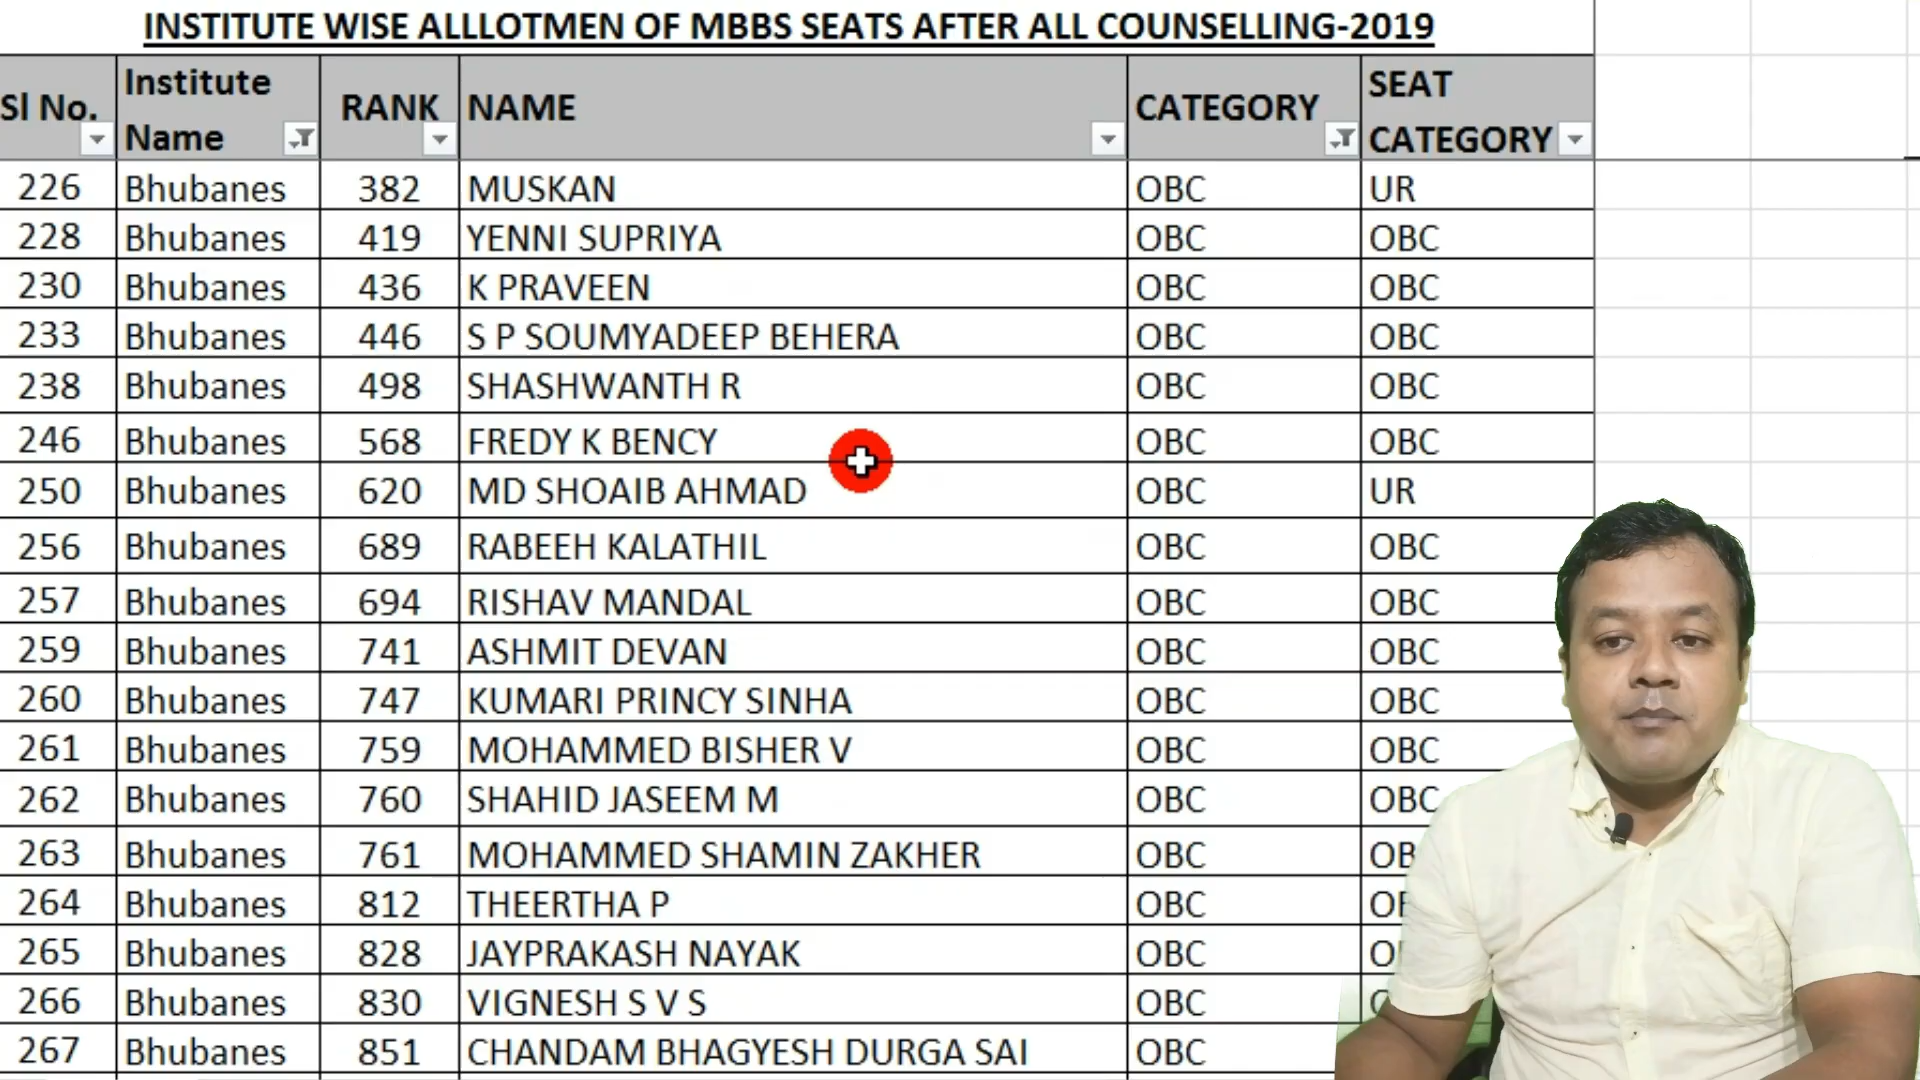 INSTITUTE WISE ALLLOTMEN OF MBBS SEATS AFTER ALL COUNSELLING-2019
Sl No. Institute Name RANK NAME CATEGORY SEAT CATEGORY
226 Bhubanes 382 MUSKAN OBC UR
228 Bhubanes 419 YENNI SUPRIYA OBC OBC
230 Bhubanes 436 K PRAVEEN OBC OBC
233 Bhubanes 446 S P SOUMYADEEP BEHERA OBC OBC
238 Bhubanes 498 SHASHWANTH R OBC OBC
246 Bhubanes 568 FREDY K BENCY OBC OBC
250 Bhubanes 620 MD SHOAIB AHMAD OBC UR
256 Bhubanes 689 RABEEH KALATHIL OBC OBC
257 Bhubanes 694 RISHAV MANDAL OBC OBC
259 Bhubanes 741 ASHMIT DEVAN OBC OBC
260 Bhubanes 747 KUMARI PRINCY SINHA OBC OBC
261 Bhubanes 759 MOHAMMED BISHER V OBC OBC
262 Bhubanes 760 SHAHID JASEEM M OBC OBC
263 Bhubanes 761 MOHAMMED SHAMIN ZAKHER OBC
264 Bhubanes 812 THEERTHA P OBC
265 Bhubanes 828 JAYPRAKASH NAYAK OBC
266 Bhubanes 830 VIGNESH S V S OBC
267 Bhubanes 851 CHANDAM BHAGYESH DURGA SAI OBC